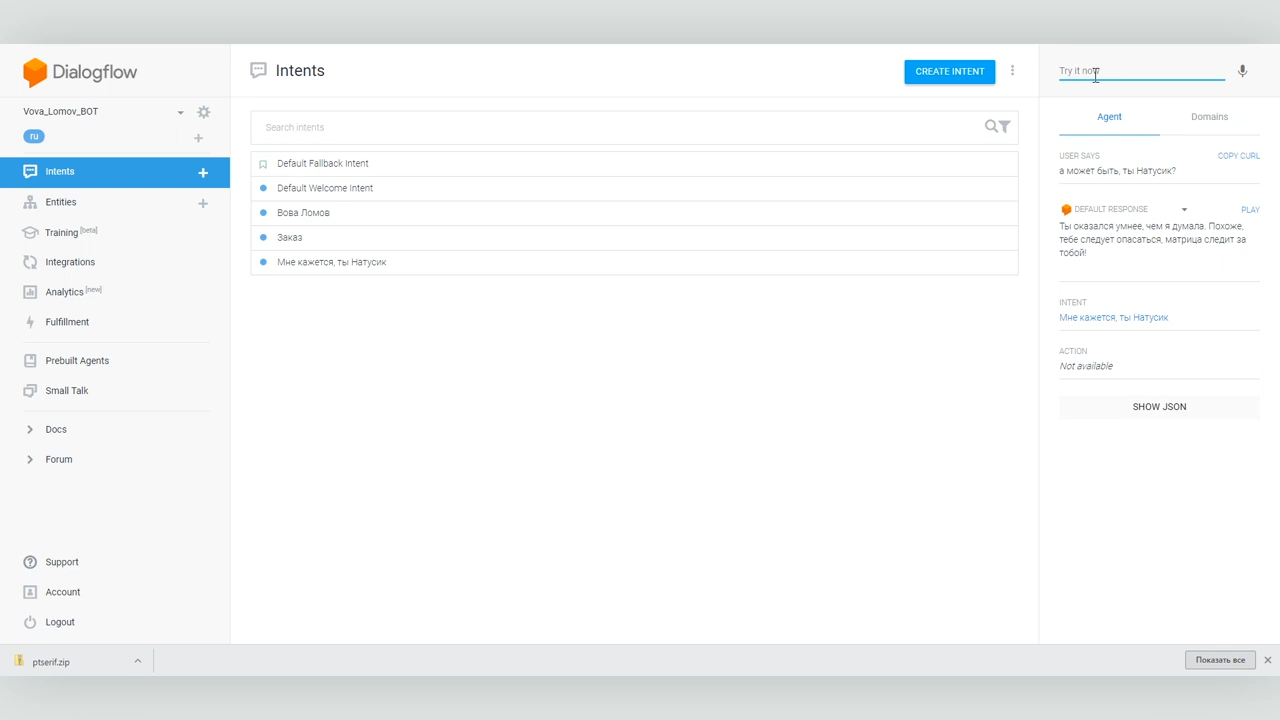 Dialogflow
Vova_Lomov_BOT
ru
Intents
Entities
Training [beta]
Integrations
Analytics [new]
Fulfillment
Prebuilt Agents
Small Talk
Docs
Forum
Support
Account
Logout
Intents
CREATE INTENT
Search intents
Default Fallback Intent
Default Welcome Intent
Вова Ломов
Заказ
Мне кажется, ты Натусик
Try it now
Agent
Domains
USER SAYS
COPY CURL
а может быть, ты Натусик?
DEFAULT RESPONSE
PLAY
Ты оказался умнее, чем я думала. Похоже,
тебе следует опасаться, матрица следит за
тобой!
INTENT
Мне кажется, ты Натусик
ACTION
Not available
SHOW JSON
ptserif.zip
Показать все